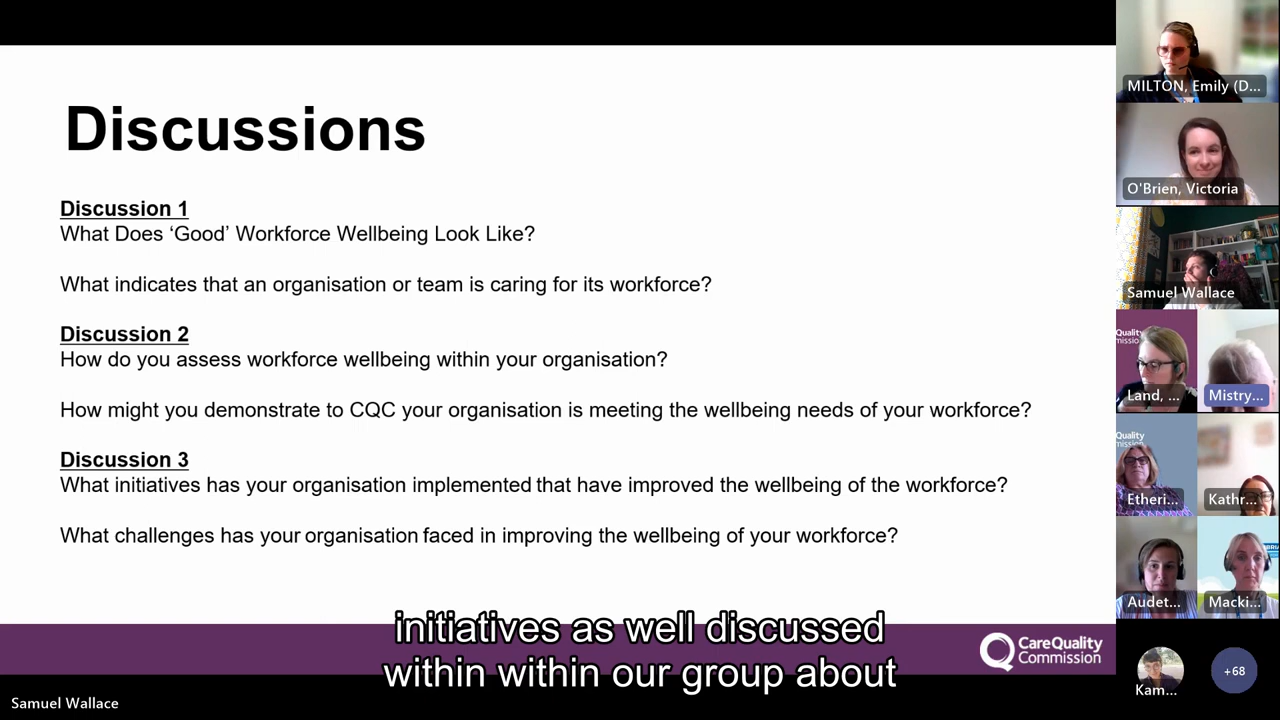 Discussions
Discussion 1
What Does ‘Good’ Workforce Wellbeing Look Like?
What indicates that an organisation or team is caring for its workforce?
Discussion 2
How do you assess workforce wellbeing within your organisation?
How might you demonstrate to CQC your organisation is meeting the wellbeing needs of your workforce?
Discussion 3
What initiatives has your organisation implemented that have improved the wellbeing of the workforce?
What challenges has your organisation faced in improving the wellbeing of your workforce?
initiatives as well discussed
within within our group about
CareQuality
Commission
Samuel Wallace
MILTON, Emily (D...
O'Brien, Victoria
Samuel Wallace
Quality
Land, ...
Mistry...
Quality
Etheri...
Kathr...
Audet...
Macki...
Kam...
+68